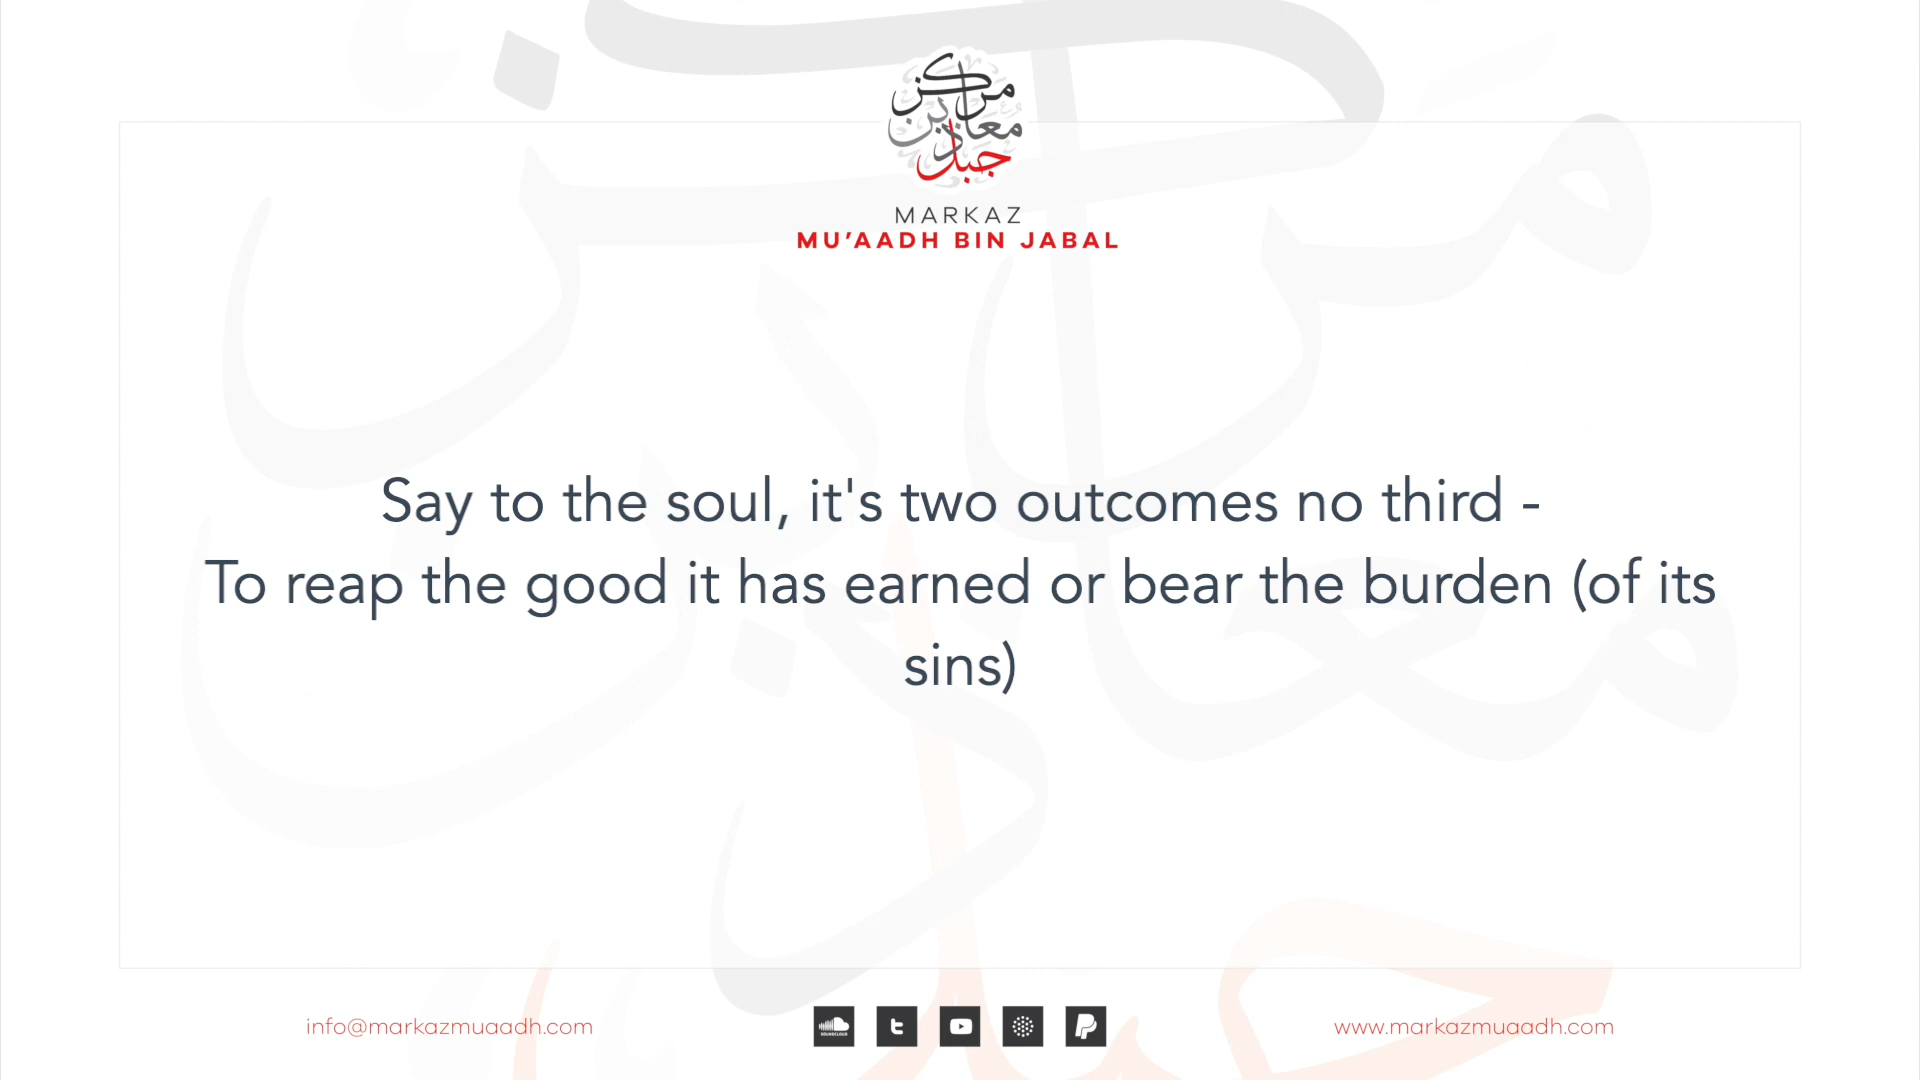 مركز
معاذ بن
جبل
MARKAZ
MU'AADH BIN JABAL
Say to the soul, it's two outcomes no third -
To reap the good it has earned or bear the burden (of its
sins)
info@markazmuaadh.com
SOUNDCLOUD
www.markazmuaadh.com